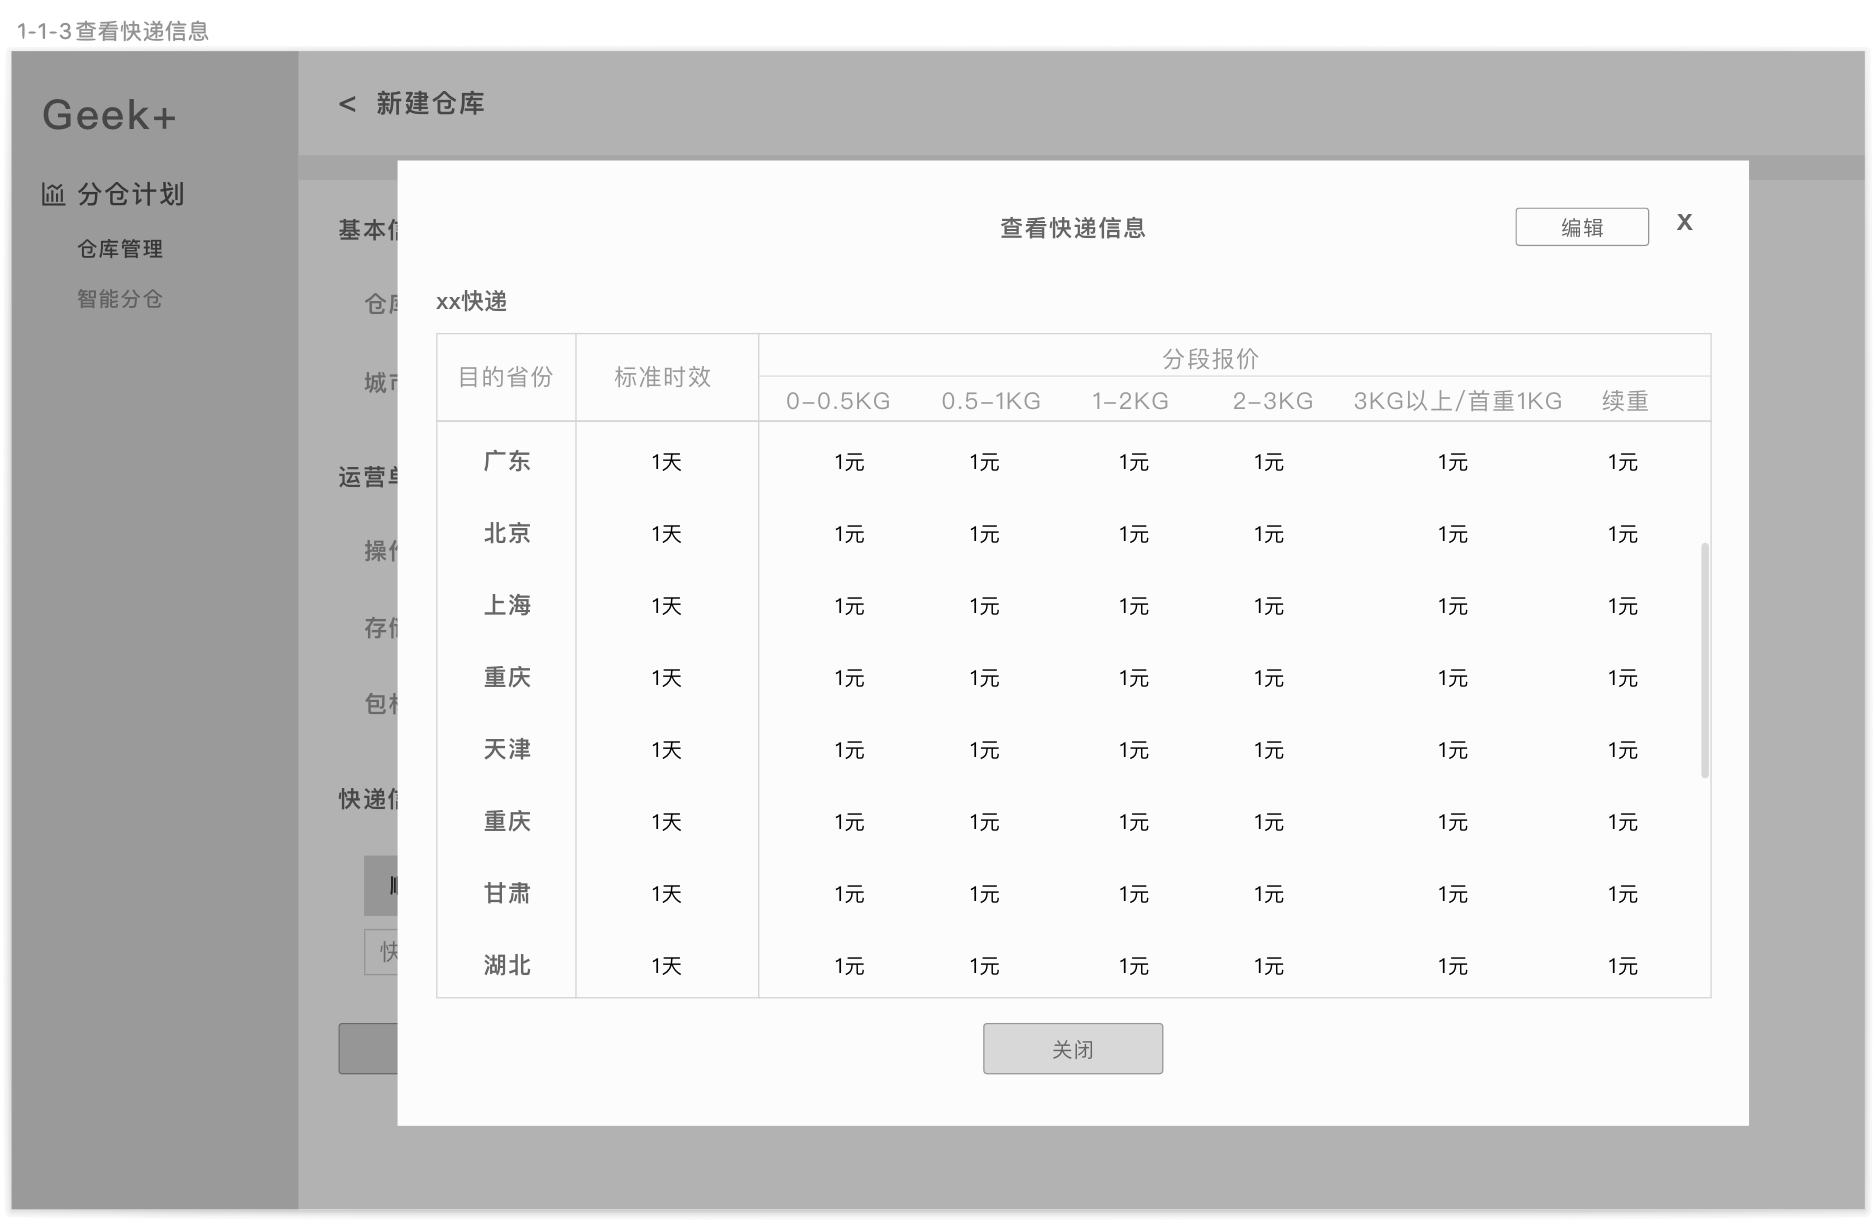 1-1-3查看快递信息
Geek+
< 新建仓库
分仓计划
仓库管理
智能分仓
基本
仓
城
运营
操
存
包
快递
快
查看快递信息
编辑
X
xx快递
目的省份 标准时效 分段报价
0-0.5KG 0.5-1KG 1-2KG 2-3KG 3KG以上/首重1KG 续重
广东 1天 1元 1元 1元 1元 1元 1元
北京 1天 1元 1元 1元 1元 1元 1元
上海 1天 1元 1元 1元 1元 1元 1元
重庆 1天 1元 1元 1元 1元 1元 1元
天津 1天 1元 1元 1元 1元 1元 1元
重庆 1天 1元 1元 1元 1元 1元 1元
甘肃 1天 1元 1元 1元 1元 1元 1元
湖北 1天 1元 1元 1元 1元 1元 1元
关闭